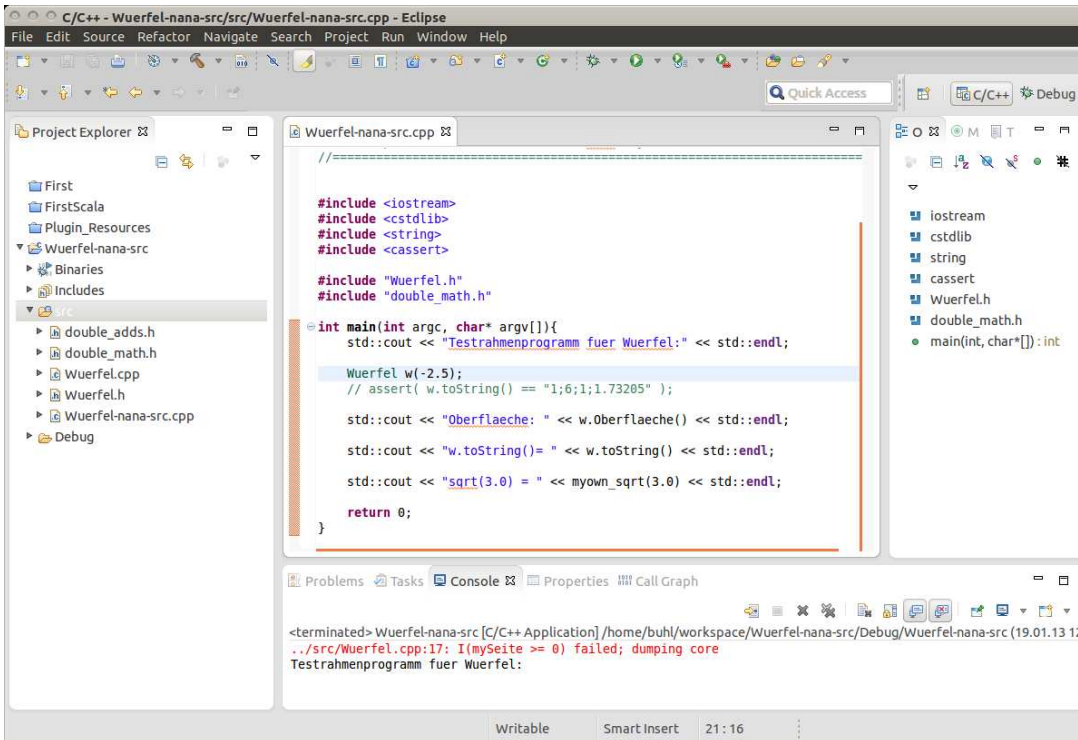 C/C++ - Wuerfel-nana-src/src/Wuerfel-nana-src.cpp - Eclipse
File Edit Source Refactor Navigate Search Project Run Window Help
Quick Access
C/C++
Debug
Project Explorer
First
FirstScala
Plugin_Resources
Wuerfel-nana-src
Binaries
Includes
src
double_adds.h
double_math.h
Wuerfel.cpp
Wuerfel.h
Wuerfel-nana-src.cpp
Debug
Wuerfel-nana-src.cpp
//=========================================================================
#include <iostream>
#include <cstdlib>
#include <string>
#include <cassert>
#include "Wuerfel.h"
#include "double_math.h"
int main(int argc, char* argv[]){
std::cout << "Testrahmenprogramm fuer Wuerfel:" << std::endl;
Wuerfel w(-2.5);
// assert( w.toString() == "1;6;1;1.73205" );
std::cout << "Oberflaeche: " << w.Oberflaeche() << std::endl;
std::cout << "w.toString()= " << w.toString() << std::endl;
std::cout << "sqrt(3.0) = " << myown_sqrt(3.0) << std::endl;
return 0;
}
O M T
iostream
cstdlib
string
cassert
Wuerfel.h
double_math.h
main(int, char*[]) : int
Problems Tasks Console Properties Call Graph
<terminated> Wuerfel-nana-src [C/C++ Application] /home/buhl/workspace/Wuerfel-nana-src/Debug/Wuerfel-nana-src (19.01.13 12
../src/Wuerfel.cpp:17: I(mySeite >= 0) failed; dumping core
Testrahmenprogramm fuer Wuerfel:
Writable Smart Insert 21 : 16